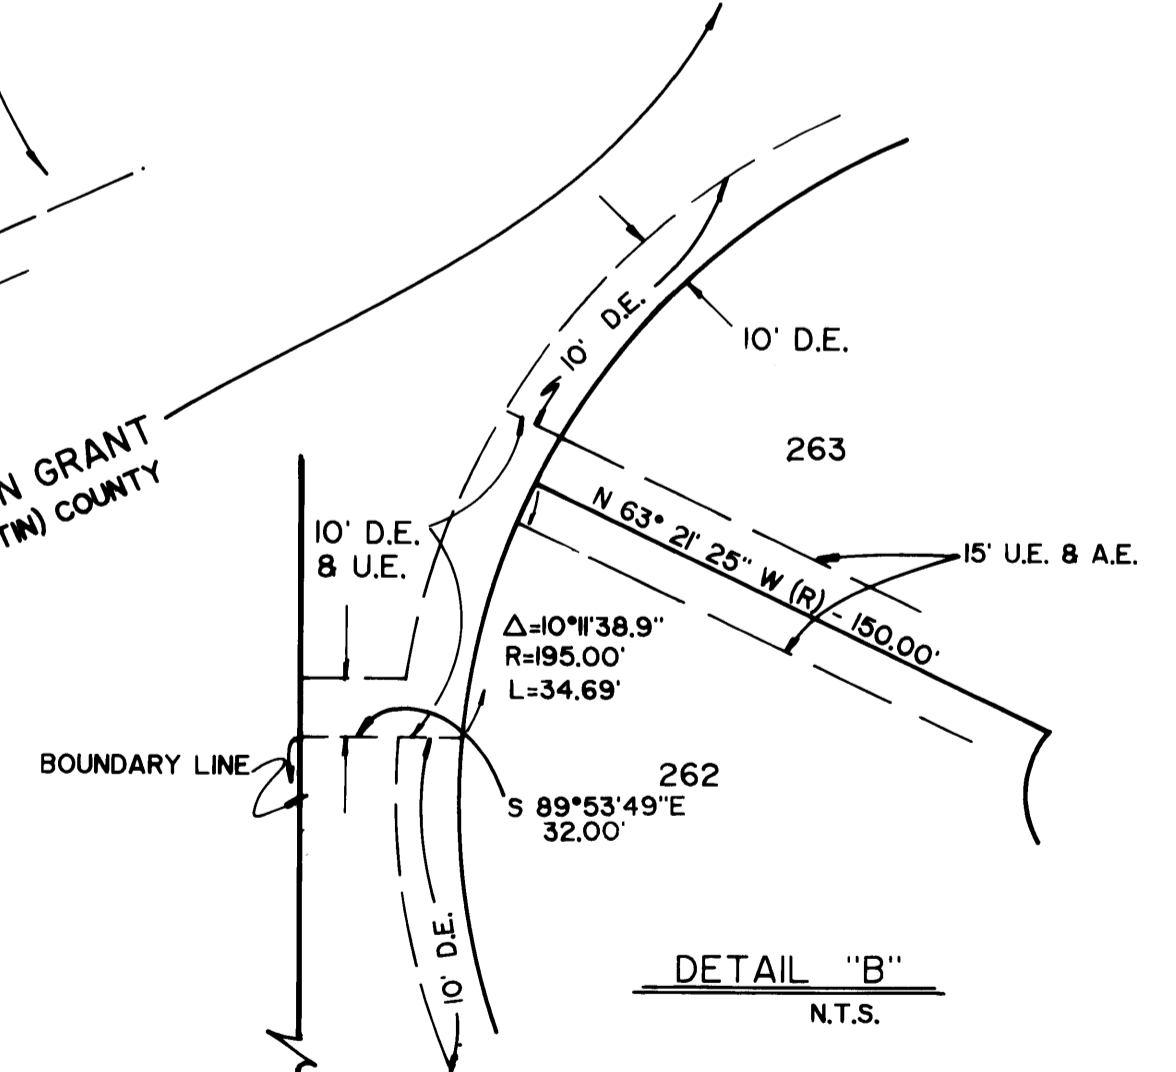 10' D.E.
10' D.E.
263
N GRANT
TIN) COUNTY
10' D.E.
& U.E.
N 63° 21' 25" W (R) - 150.00'
15' U.E. & A.E.
Δ=10°11'38.9"
R=195.00'
L=34.69'
BOUNDARY LINE
262
S 89°53'49"E
32.00'
10' D.E.
DETAIL "B"
N.T.S.